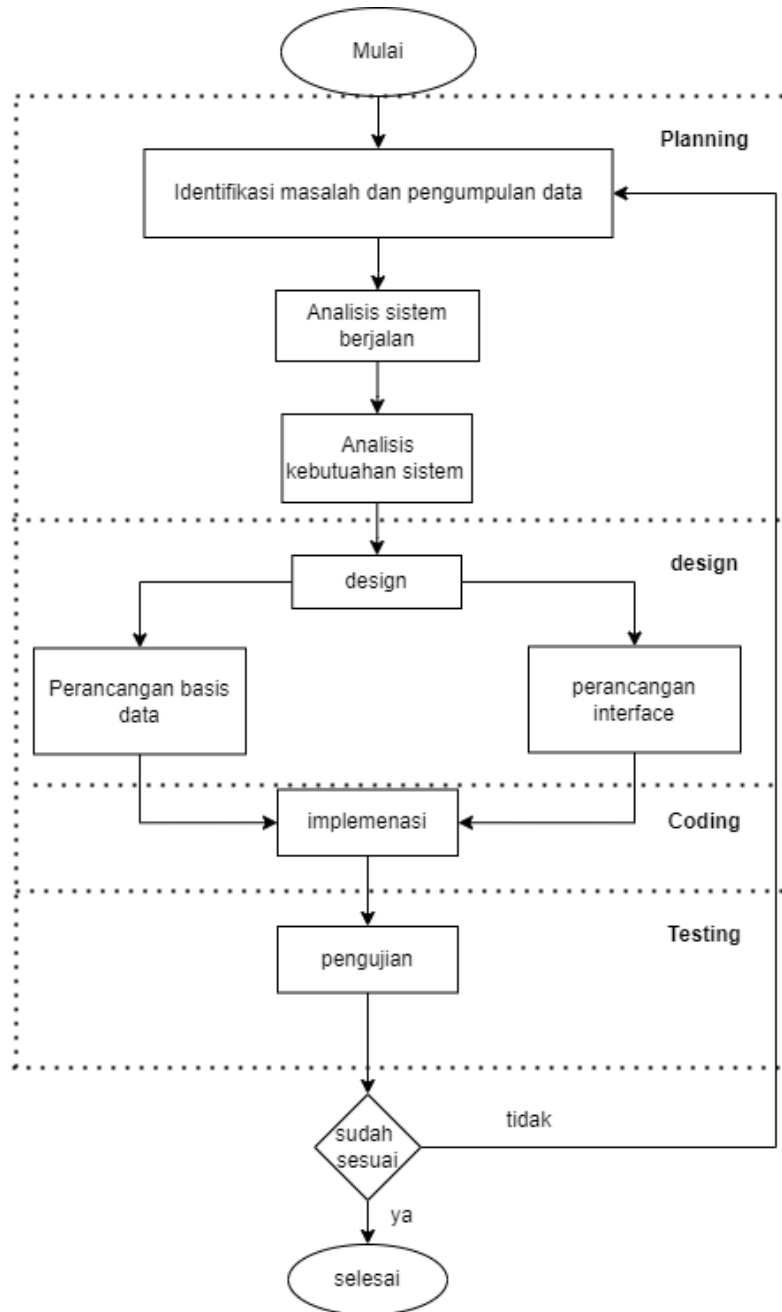 Mulai
Planning
Identifikasi masalah dan pengumpulan data
Analisis sistem
berjalan
Analisis
kebutuahan sistem
design
design
Perancangan basis
data
perancangan
interface
implemenasi
Coding
Testing
pengujian
sudah
sesuai
tidak
ya
selesai